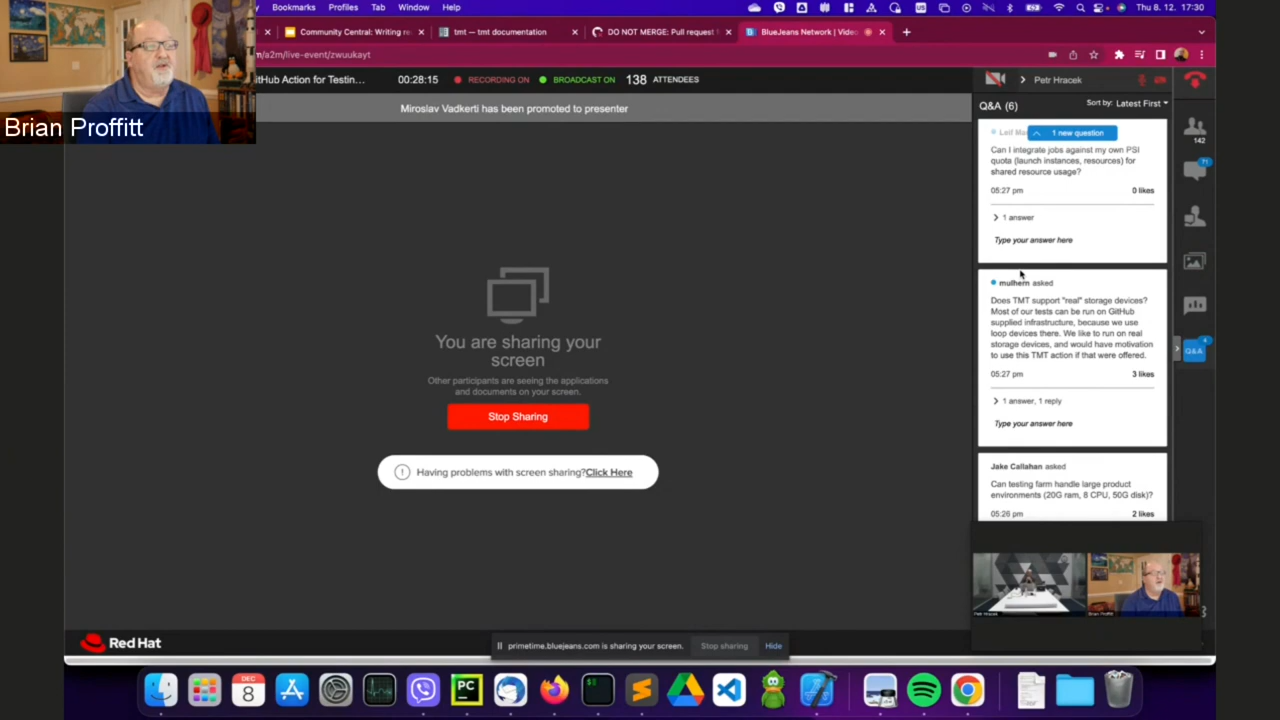 Bookmarks Profiles Tab Miroslav Window Help
Thu 8. 12. 17:30
Community Central: Writing re
tmt — tmt documentation
DO NOT MERGE: Pull request
BlueJeans Network | Video
m/a2m/live-event/zwuukayt
itHub Action for Testin...
00:28:15
RECORDING ON
BROADCAST ON
138 ATTENDEES
Petr Hracek
Miroslav Vadkerti has been promoted to presenter
Brian Proffitt
Q&A (6)
Sort by: Latest First
142
1 new question
Can I integrate jobs against my own PSI
quota (launch instances, resources) for
shared resource usage?
05:27 pm
0 likes
1 answer
Type your answer here
71
mulhern asked
Does TMT support "real" storage devices?
Most of our tests can be run on GitHub
supplied infrastructure, because we use
loop devices there. We like to run on real
storage devices, and would have motivation
to use this TMT action if that were offered.
05:27 pm
3 likes
1 answer, 1 reply
Type your answer here
Q&A
Jake Callahan asked
Can testing farm handle large product
environments (20G ram, 8 CPU, 50G disk)?
05:26 pm
2 likes
You are sharing your
screen
Other participants are seeing the applications
and documents on your screen.
Stop Sharing
Having problems with screen sharing?Click Here
Petr Hracek
Brian Proffitt
Red Hat
primetime.bluejeans.com is sharing your screen.
Stop sharing
Hide
DEC
8
PC